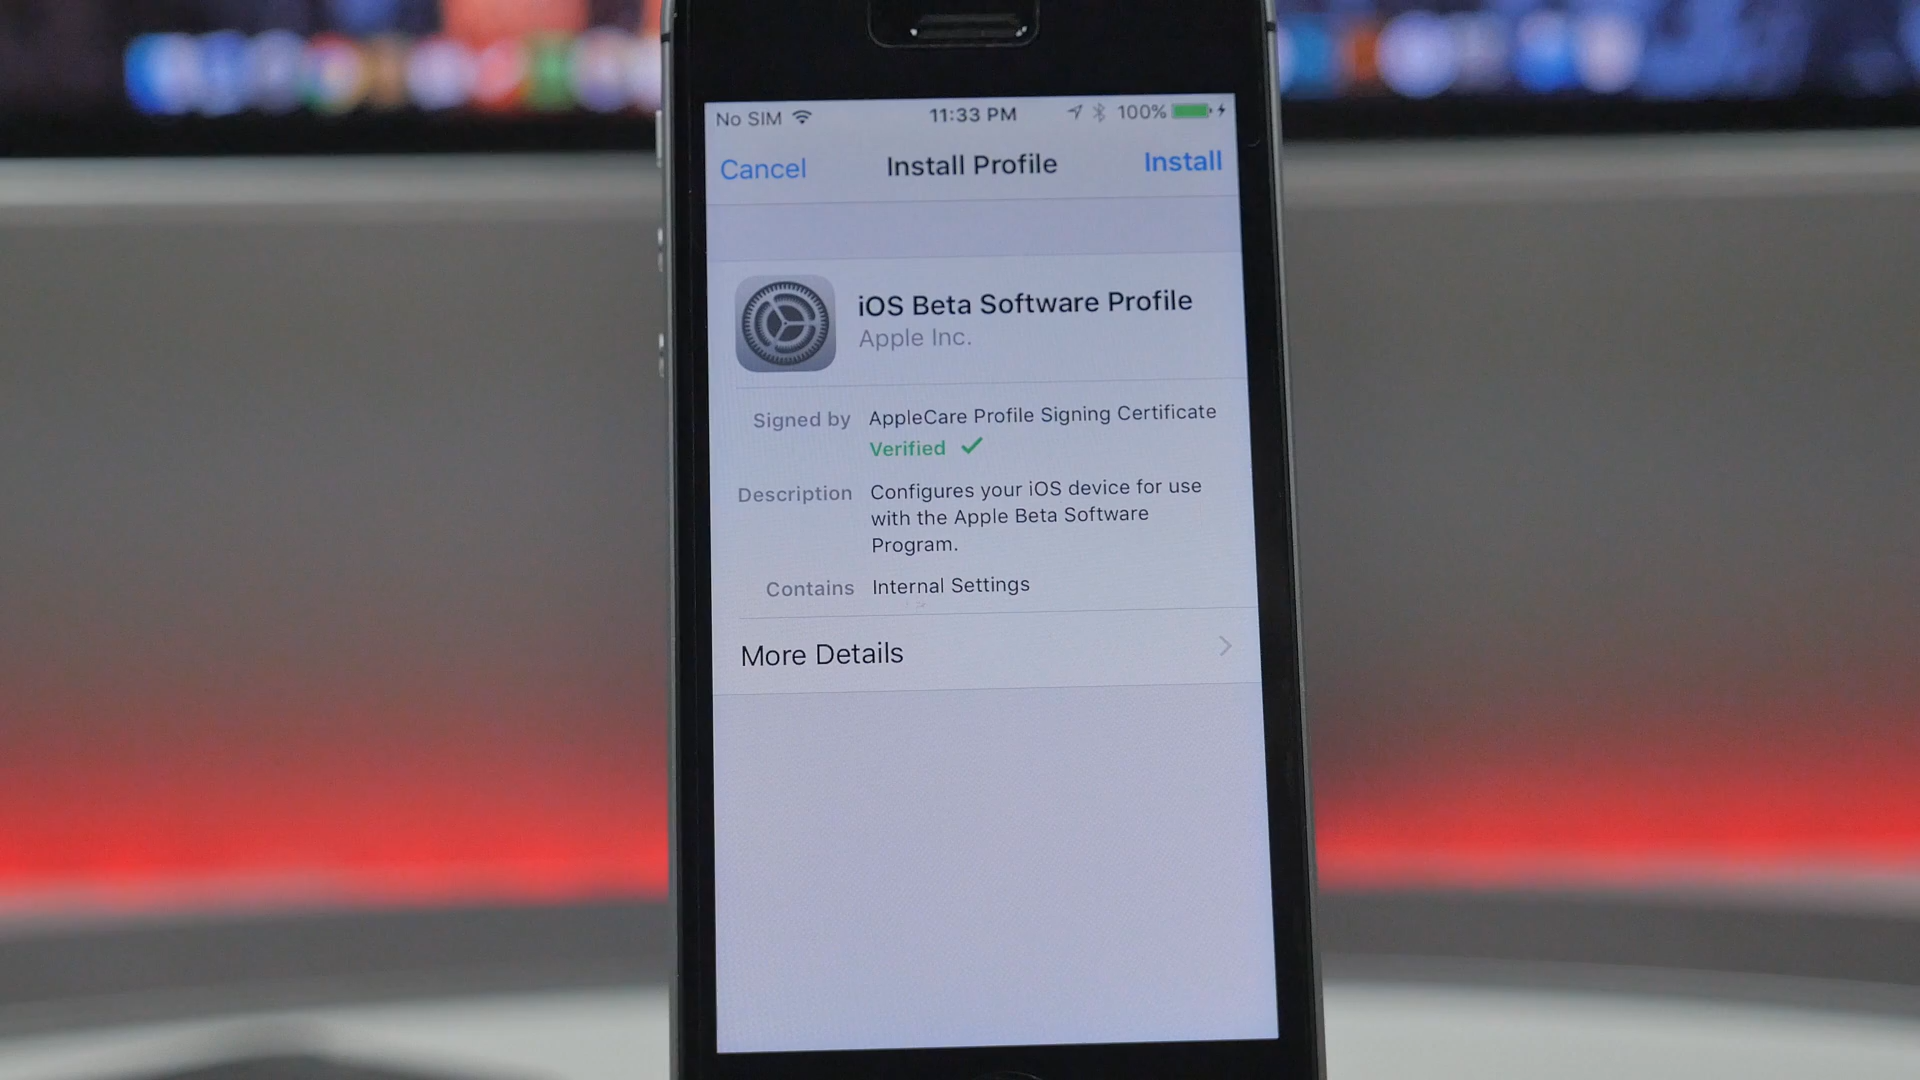 No SIM 11:33 PM 100%
Cancel Install Profile Install
iOS Beta Software Profile
Apple Inc.
Signed by AppleCare Profile Signing Certificate
Verified
Description Configures your iOS device for use
with the Apple Beta Software
Program.
Contains Internal Settings
More Details